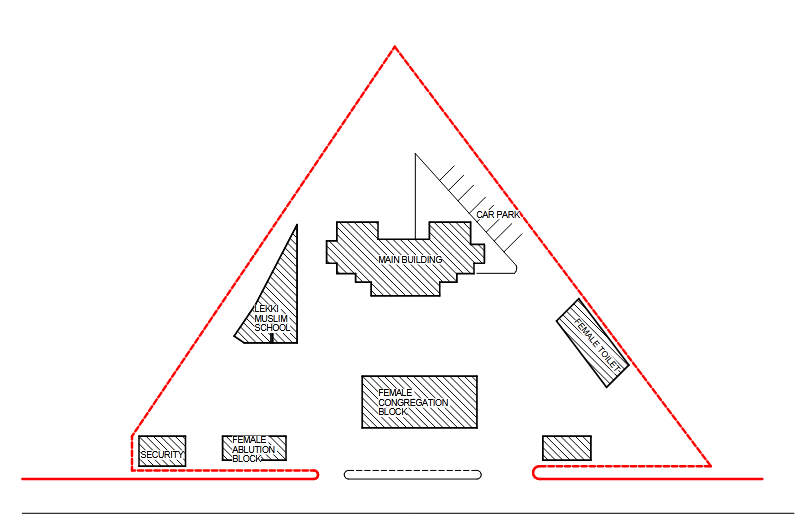 CAR PARK
MAIN BUILDING
LEKKI
MUSLIM
SCHOOL
FEMALE TOILET
FEMALE
CONGREGATION
BLOCK
SECURITY
FEMALE
ABLUTION
BLOCK